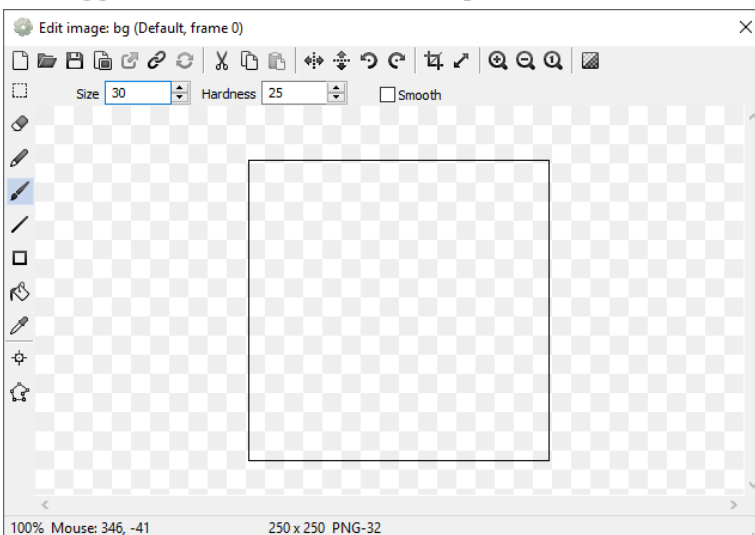 Edit image: bg (Default, frame 0)
Size 30 Hardness 25 Smooth
100% Mouse: 346, -41 250 x 250 PNG-32